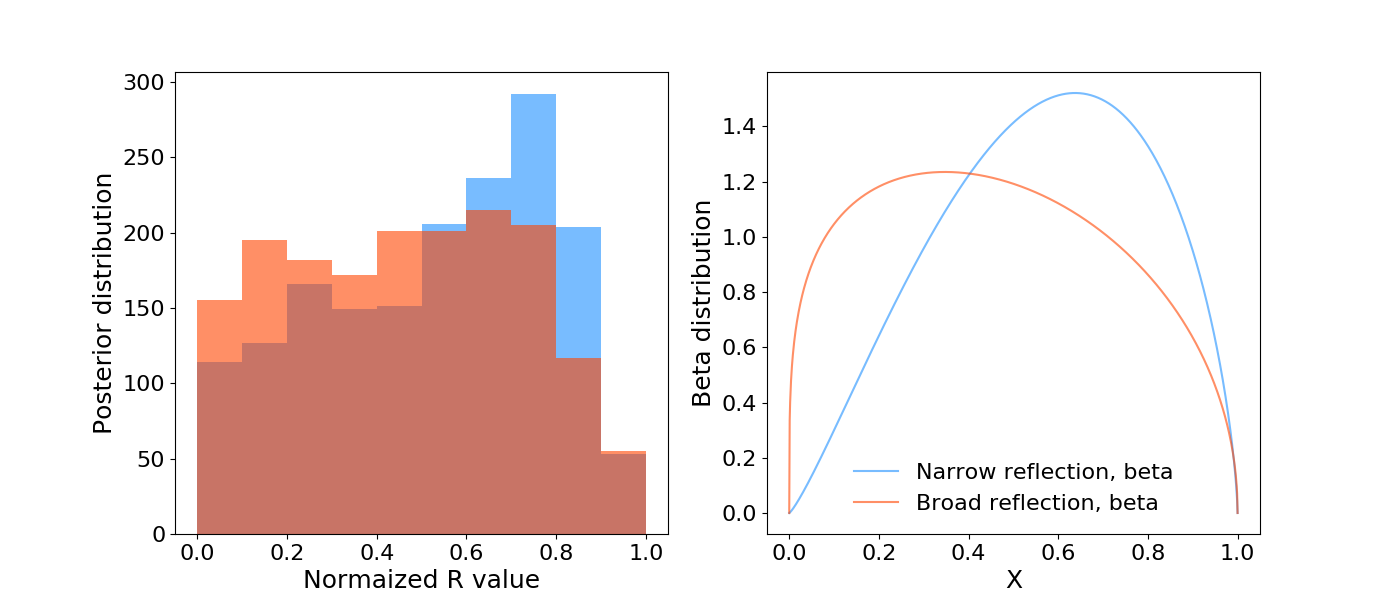 300
250
200
150
100
50
0
Posterior distribution
0.0 0.2 0.4 0.6 0.8 1.0
Normaized R value
1.4
1.2
1.0
0.8
0.6
0.4
0.2
0.0
Beta distribution
Narrow reflection, beta
Broad reflection, beta
0.0 0.2 0.4 0.6 0.8 1.0
X